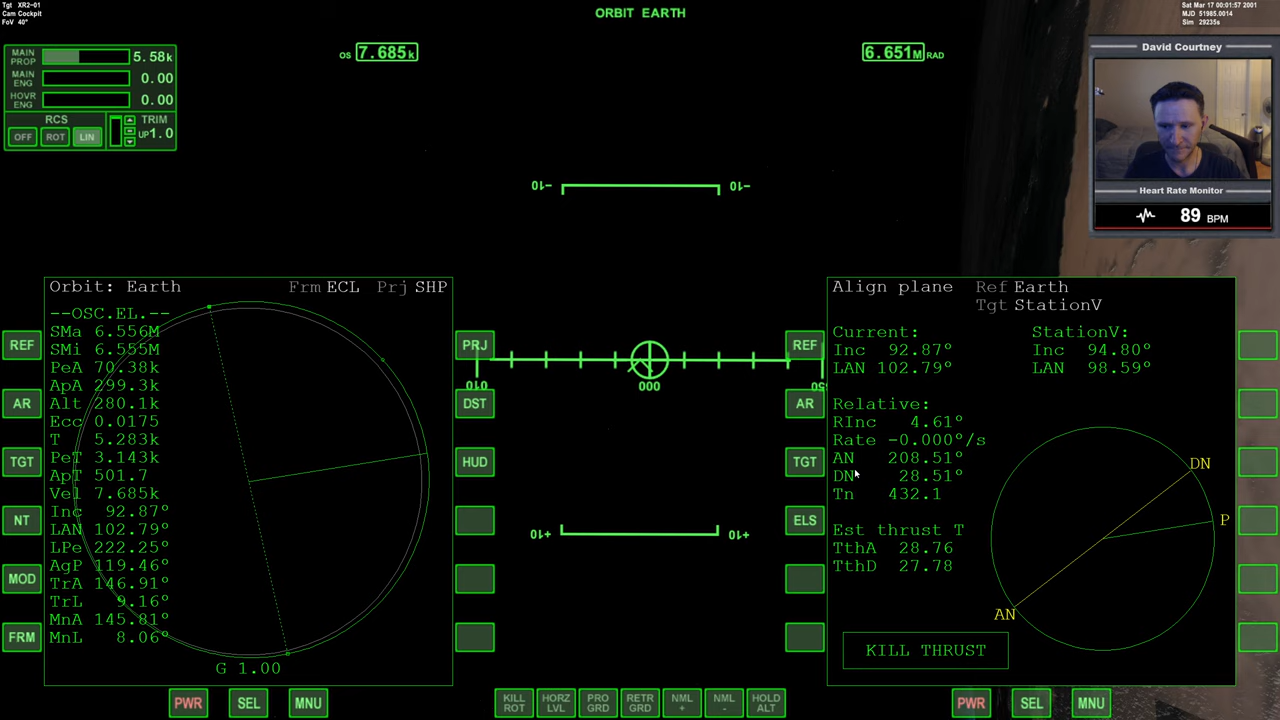 Tgt XR2-01
Cam Cockpit
FoV 40°
ORBIT EARTH
Sat Mar 17 00:01:57 2001
MJD 51985.0014
Sim 29235s
MAIN PROP 5.58k
MAIN ENG 0.00
HOVR ENG 0.00
RCS
TRIM
UP 1.0
OFF ROT LIN
OS 7.685k
6.651M RAD
David Courtney
Heart Rate Monitor
89 BPM
10- 10-
010 000
10+ 10+
Orbit: Earth Frm ECL Prj SHP
--OSC.EL.--
SMa 6.556M
SMi 6.555M
PeA 70.38k
ApA 299.3k
Alt 280.1k
Ecc 0.0175
T 5.283k
PeT 3.143k
ApT 501.7
Vel 7.685k
Inc 92.87°
LAN 102.79°
LPe 222.25°
AgP 119.46°
TrA 146.91°
TrL 9.16°
MnA 145.81°
MnL 8.06°
G 1.00
REF
AR
TGT
NT
MOD
FRM
PRJ
DST
HUD
PWR SEL MNU
KILL ROT
HORZ LVL
PRO GRD
RETR GRD
NML +
NML -
HOLD ALT
REF
AR
TGT
ELS
Align plane Ref Earth
Tgt StationV
Current: StationV:
Inc 92.87° Inc 94.80°
LAN 102.79° LAN 98.59°
Relative:
RInc 4.61°
Rate -0.000°/s
AN 208.51°
DN 28.51°
Tn 432.1
Est thrust T
TthA 28.76
TthD 27.78
DN
P
AN
KILL THRUST
PWR SEL MNU